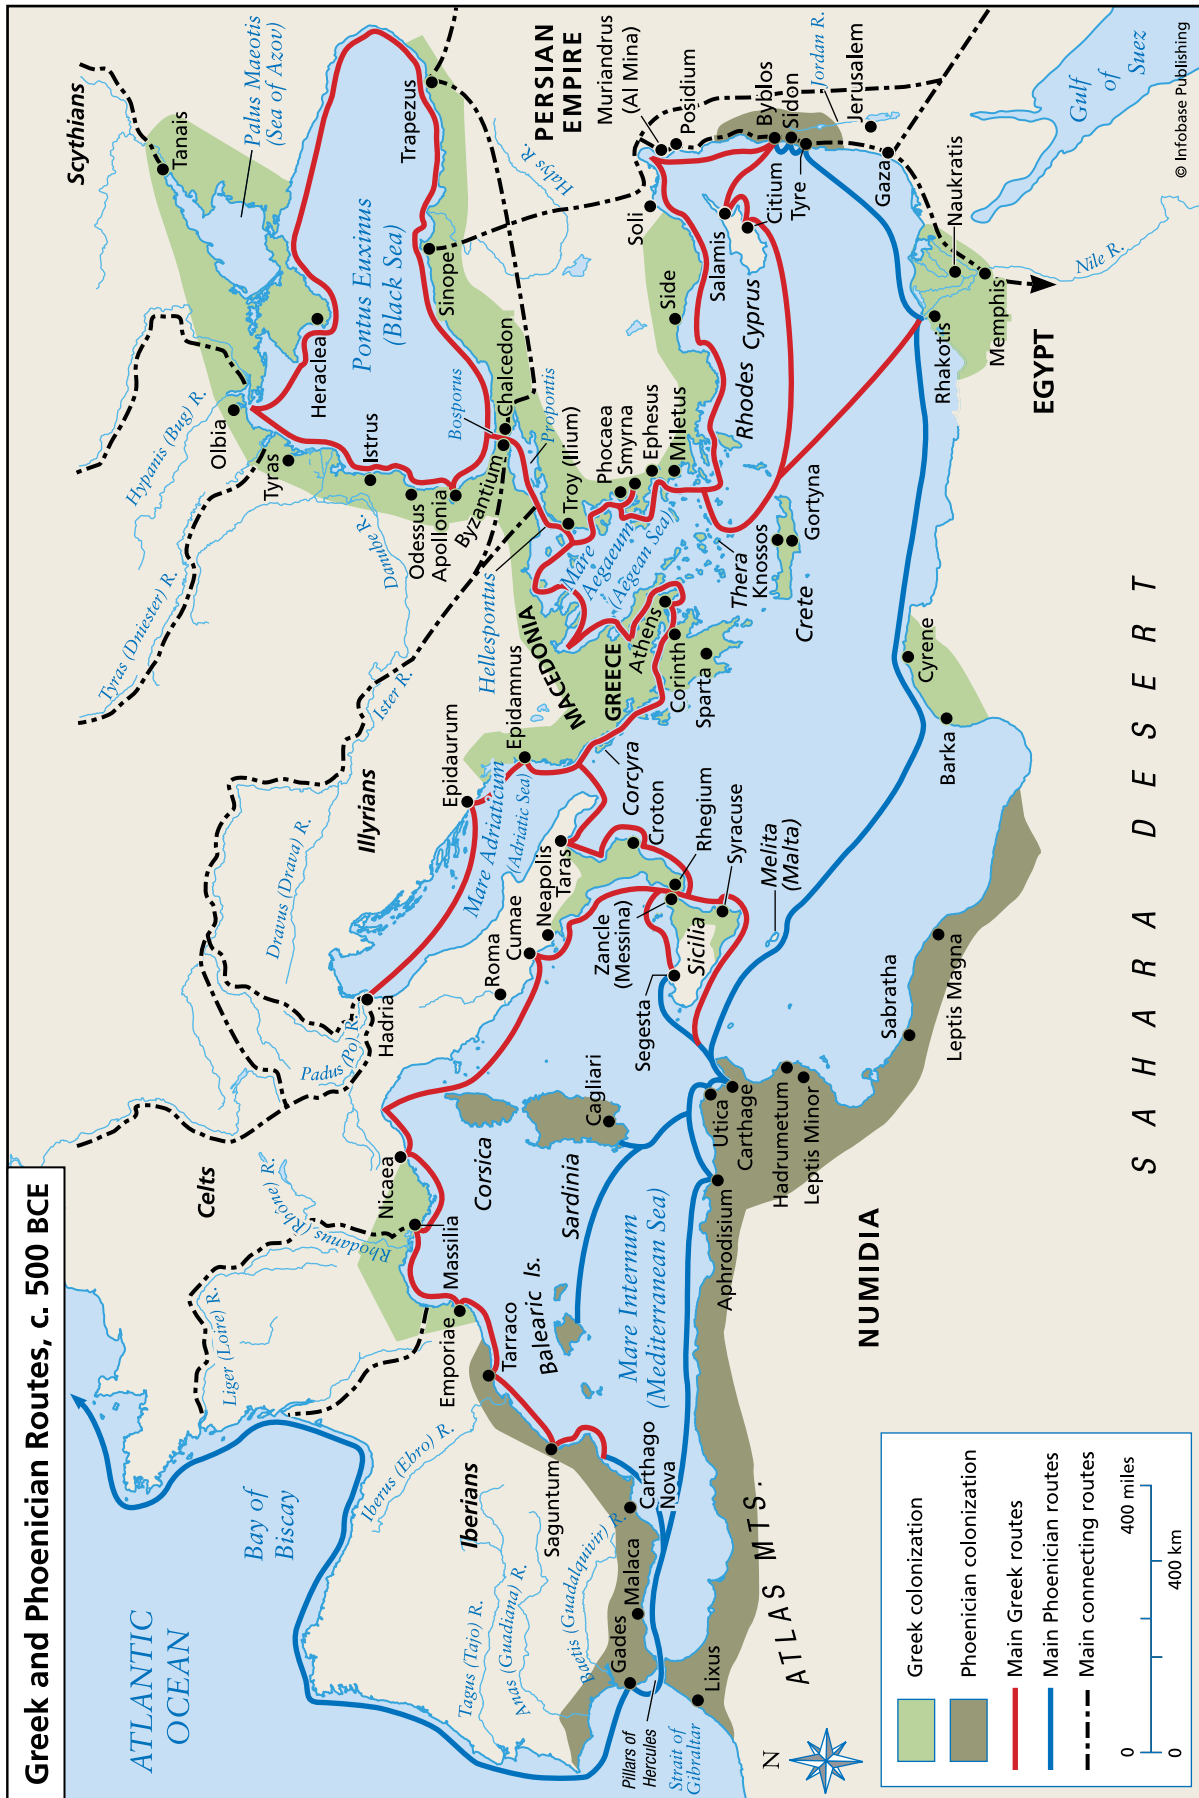 Greek and Phoenician Routes, c. 500 BCE
ATLANTIC
OCEAN
Bay of
Biscay
Celts
Scythians
Tanais
Palus Maeotis
(Sea of Azov)
Liger (Loire) R.
Rhodanus (Rhône) R.
Padus (Po) R.
Dravus (Drava) R.
Illyrians
Ister R.
Tyras (Dniester) R.
Hypanis (Bug) R.
Danube R.
Olbia
Tyras
Istrus
Odessus
Apollonia
Byzantium
Heraclea
Pontus Euxinus
(Black Sea)
Bosporus
Chalcedon
Propontis
Sinope
Trapezus
Halys R.
PERSIAN
EMPIRE
Muriandrus
(Al Mina)
Posidium
Soli
Side
Salamis
Citium
Cyprus
Rhodes
Byblos
Sidon
Tyre
Jordan R.
Jerusalem
Gaza
Naukratis
Nile R.
Memphis
Rhakotis
EGYPT
Gulf
of
Suez
Troy (Ilium)
Phocaea
Smyrna
Ephesus
Miletus
Hellespontus
Mare
Aegaeum
(Aegean Sea)
MACEDONIA
GREECE
Athens
Corinth
Sparta
Thera
Knossos
Gortyna
Crete
Epidaurum
Epidamnus
Corcyra
Mare Adriaticum
(Adriatic Sea)
Hadria
Roma
Cumae
Neapolis
Taras
Croton
Rhegium
Syracuse
Zancle
(Messina)
Sicilia
Segesta
Melita
(Malta)
Nicaea
Massilia
Emporiae
Tarraco
Corsica
Sardinia
Cagliari
Balearic Is.
Mare Internum
(Mediterranean Sea)
Iberus (Ebro) R.
Iberians
Saguntum
Carthago
Nova
Tagus (Tajo) R.
Anas (Guadiana) R.
Baetis (Guadalquivir) R.
Malaca
Gades
Pillars of
Hercules
Strait of
Gibraltar
Lixus
ATLAS MTS.
NUMIDIA
Aphrodisium
Utica
Carthage
Hadrumetum
Leptis Minor
Sabratha
Leptis Magna
Barka
Cyrene
SAHARA DESERT
N
Greek colonization
Phoenician colonization
Main Greek routes
Main Phoenician routes
Main connecting routes
0 400 miles
0 400 km
© Infobase Publishing